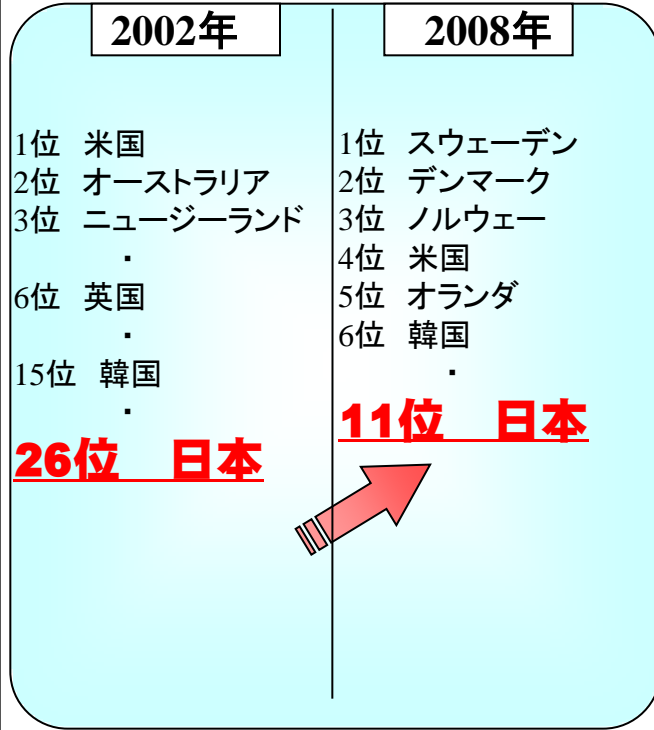 2002年
1位 米国
2位 オーストラリア
3位 ニュージーランド
・
6位 英国
・
15位 韓国
・
26位 日本
2008年
1位 スウェーデン
2位 デンマーク
3位 ノルウェー
4位 米国
5位 オランダ
6位 韓国
・
11位 日本